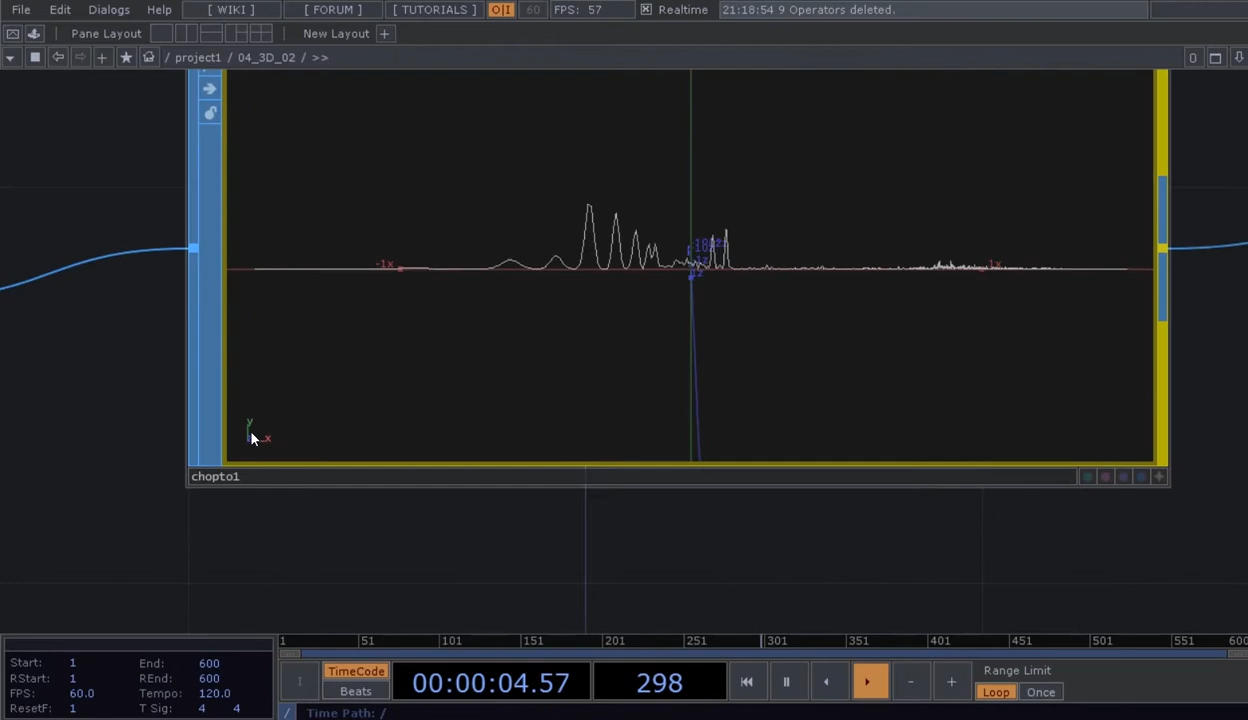 File Edit Dialogs Help [ WIKI ] [ FORUM ] [ TUTORIALS ] O|I 60 FPS: 57 Realtime 21:18:54 9 Operators deleted.
Pane Layout New Layout +
/ project1 / 04_3D_02 / >> 0
-1x 1x
y
x
chopto1
1 51 101 151 201 251 301 351 401 451 501 551 600
Start: 1 End: 600
RStart: 1 REnd: 600
FPS: 60.0 Tempo: 120.0
ResetF: 1 T Sig: 4 4
TimeCode
Beats
00:00:04.57 298
Range Limit
Loop Once
/ Time Path: /